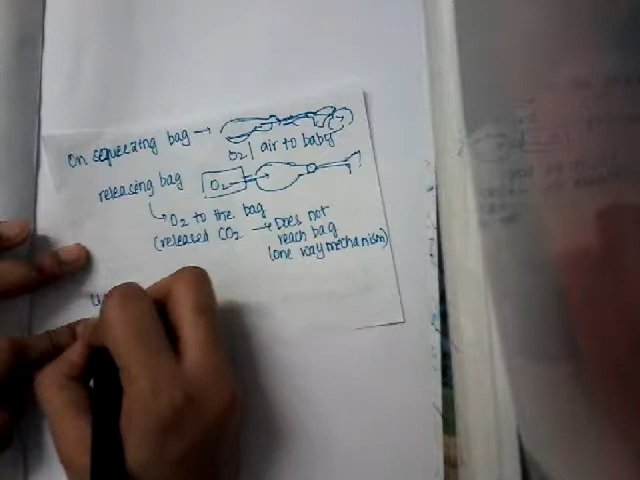 On sequeezing bag →
O2 / air to baby
releasing bag
O2
↳ O2 to the bag
(released CO2 → Does not
reach bag
(one way mechanism)